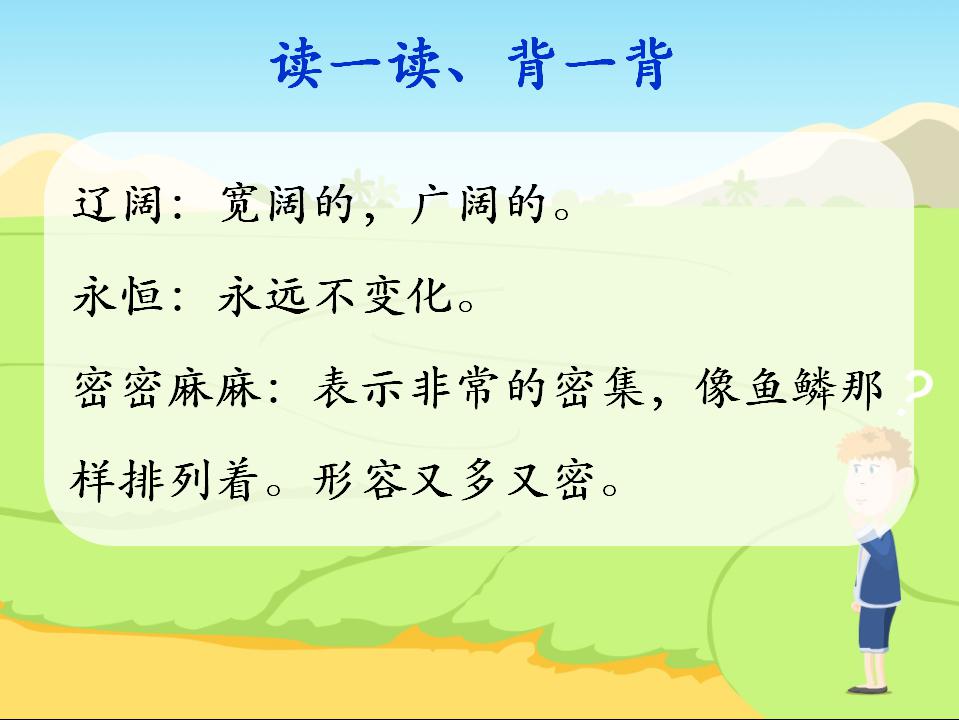 读一读、背一背
辽阔：宽阔的，广阔的。
永恒：永远不变化。
密密麻麻：表示非常的密集，像鱼鳞那
样排列着。形容又多又密。
?